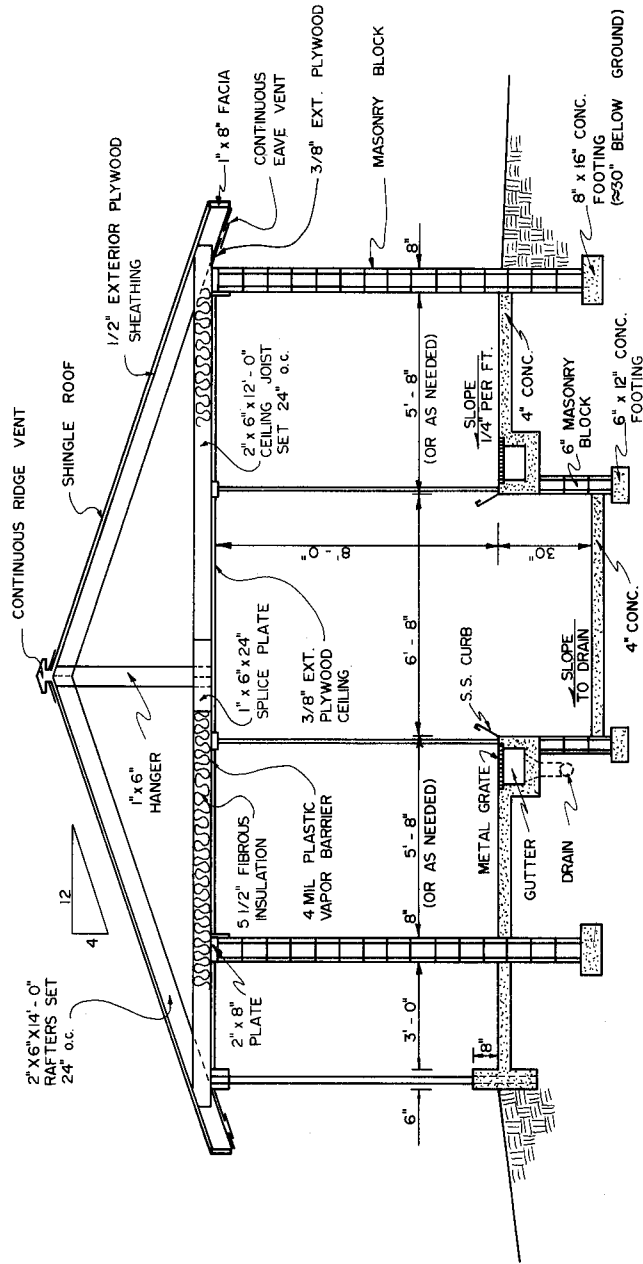 CONTINUOUS RIDGE VENT
SHINGLE ROOF
1/2" EXTERIOR PLYWOOD
SHEATHING
1" x 8" FACIA
CONTINUOUS
EAVE VENT
3/8" EXT. PLYWOOD
MASONRY BLOCK
8" x 16" CONC.
FOOTING
(≈30" BELOW GROUND)
12
4
2" X 6" X 14' - 0"
RAFTERS SET
24" o.c.
1" x 6"
HANGER
5 1/2" FIBROUS
INSULATION
4 MIL PLASTIC
VAPOR BARRIER
2" x 8"
PLATE
1" x 6" x 24"
SPLICE PLATE
3/8" EXT.
PLYWOOD
CEILING
2" x 6" x 12' - 0"
CEILING JOIST
SET 24" o.c.
8' - 0"
30"
6"
3' - 0"
8"
5' - 8"
(OR AS NEEDED)
6' - 8"
5' - 8"
(OR AS NEEDED)
8"
8"
METAL GRATE
GUTTER
DRAIN
S.S. CURB
SLOPE
TO DRAIN
SLOPE
1/4" PER FT.
4" CONC.
6" MASONRY
BLOCK
6" x 12" CONC.
FOOTING
4" CONC.